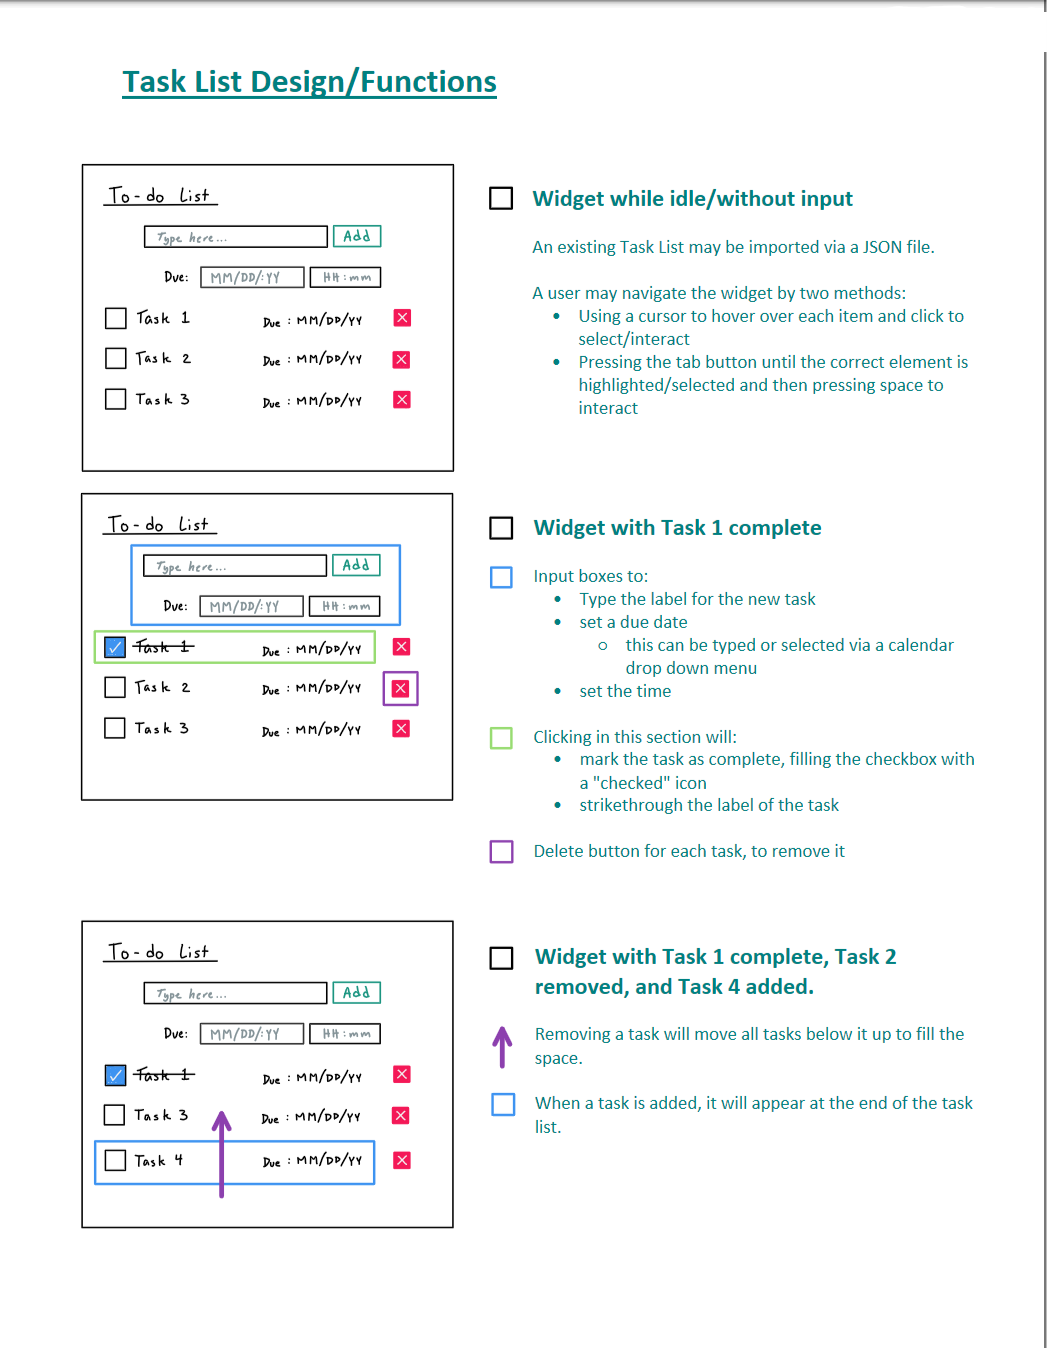 Task List Design/Functions
To-do List
Type here...
Add
Due:
MM/DD/YY
HH:mm
Task 1
Due : MM/DD/YY
Task 2
Due : MM/DD/YY
Task 3
Due : MM/DD/YY
Widget while idle/without input
An existing Task List may be imported via a JSON file.
A user may navigate the widget by two methods:
• Using a cursor to hover over each item and click to
select/interact
• Pressing the tab button until the correct element is
highlighted/selected and then pressing space to
interact
To-do List
Type here...
Add
Due:
MM/DD/YY
HH:mm
Task 1
Due : MM/DD/YY
Task 2
Due : MM/DD/YY
Task 3
Due : MM/DD/YY
Widget with Task 1 complete
Input boxes to:
• Type the label for the new task
• set a due date
o this can be typed or selected via a calendar
drop down menu
• set the time
Clicking in this section will:
• mark the task as complete, filling the checkbox with
a "checked" icon
• strikethrough the label of the task
Delete button for each task, to remove it
To-do List
Type here...
Add
Due:
MM/DD/YY
HH:mm
Task 1
Due : MM/DD/YY
Task 3
Due : MM/DD/YY
Task 4
Due : MM/DD/YY
Widget with Task 1 complete, Task 2
removed, and Task 4 added.
Removing a task will move all tasks below it up to fill the
space.
When a task is added, it will appear at the end of the task
list.